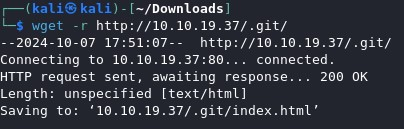 ┌──(kali㉿kali)-[~/Downloads]
└─$ wget -r http://10.10.19.37/.git/
--2024-10-07 17:51:07--  http://10.10.19.37/.git/
Connecting to 10.10.19.37:80... connected.
HTTP request sent, awaiting response... 200 OK
Length: unspecified [text/html]
Saving to: ‘10.10.19.37/.git/index.html’